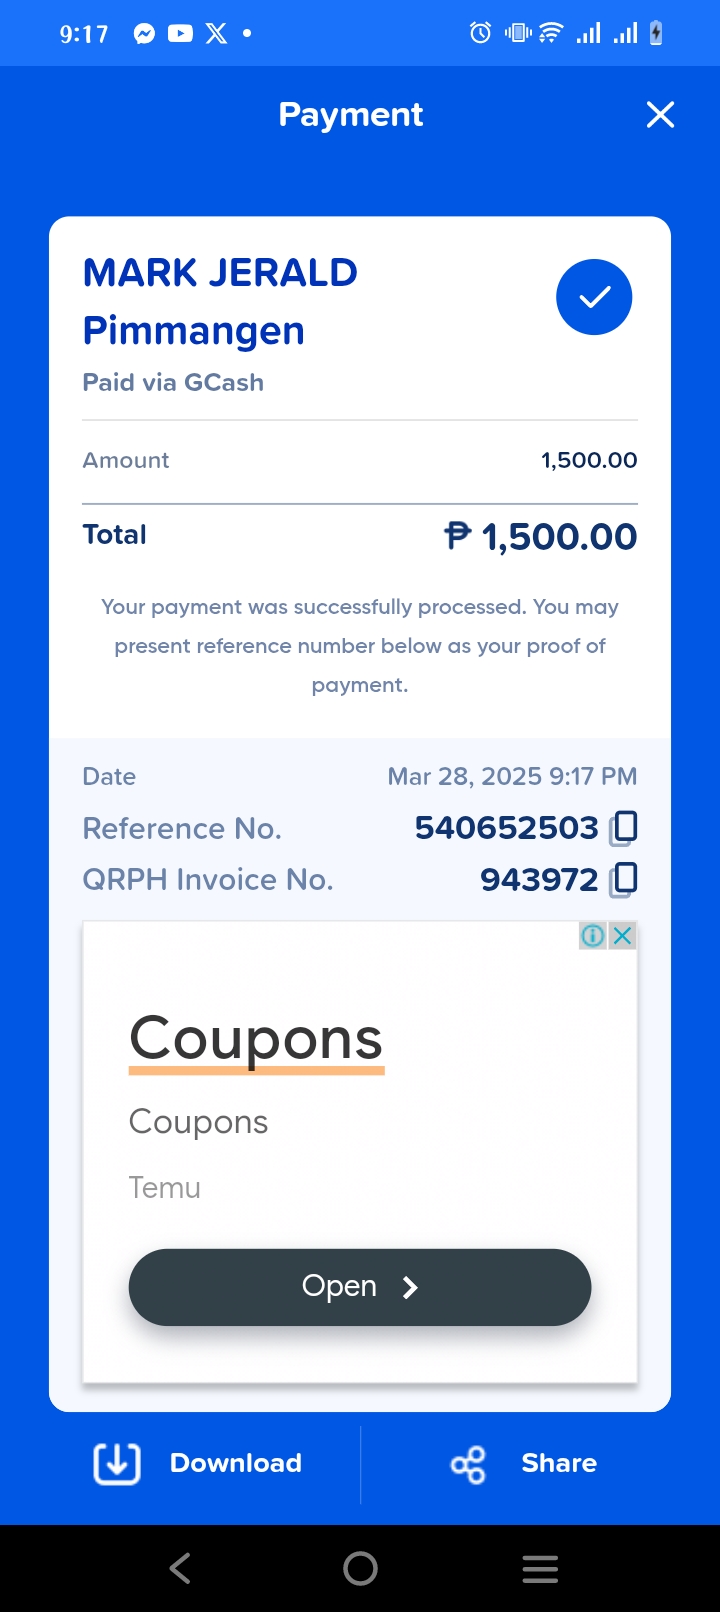 9:17
Payment
MARK JERALD
Pimmangen
Paid via GCash
Amount 1,500.00
Total ₱ 1,500.00
Your payment was successfully processed. You may
present reference number below as your proof of
payment.
Date Mar 28, 2025 9:17 PM
Reference No. 540652503
QRPH Invoice No. 943972
Coupons
Coupons
Temu
Open
Download Share